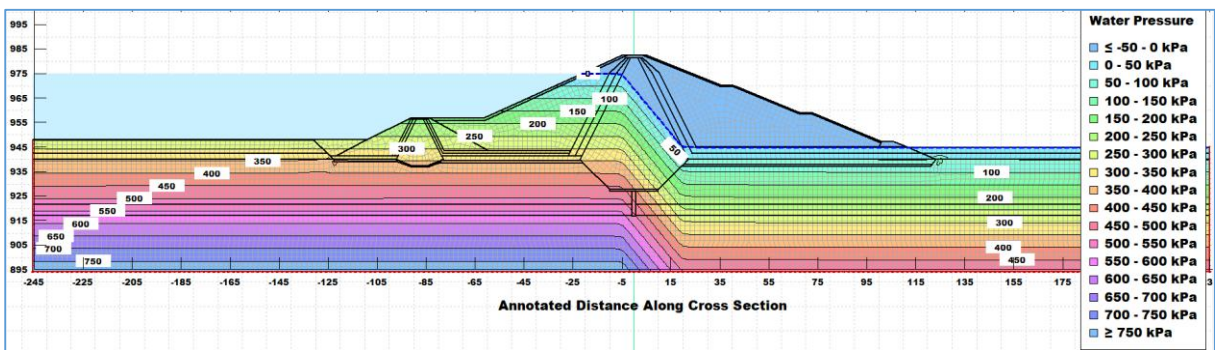 995
985
975
965
955
945
935
925
915
905
895
-245 -225 -205 -185 -165 -145 -125 -105 -85 -65 -45 -25 -5 15 35 55 75 95 115 135 155 175
Annotated Distance Along Cross Section
350
400
450
500
550
600
650
700
750
300
250
200
150
100
0
50
100
200
300
400
450
Water Pressure
≤ -50 - 0 kPa
0 - 50 kPa
50 - 100 kPa
100 - 150 kPa
150 - 200 kPa
200 - 250 kPa
250 - 300 kPa
300 - 350 kPa
350 - 400 kPa
400 - 450 kPa
450 - 500 kPa
500 - 550 kPa
550 - 600 kPa
600 - 650 kPa
650 - 700 kPa
700 - 750 kPa
≥ 750 kPa